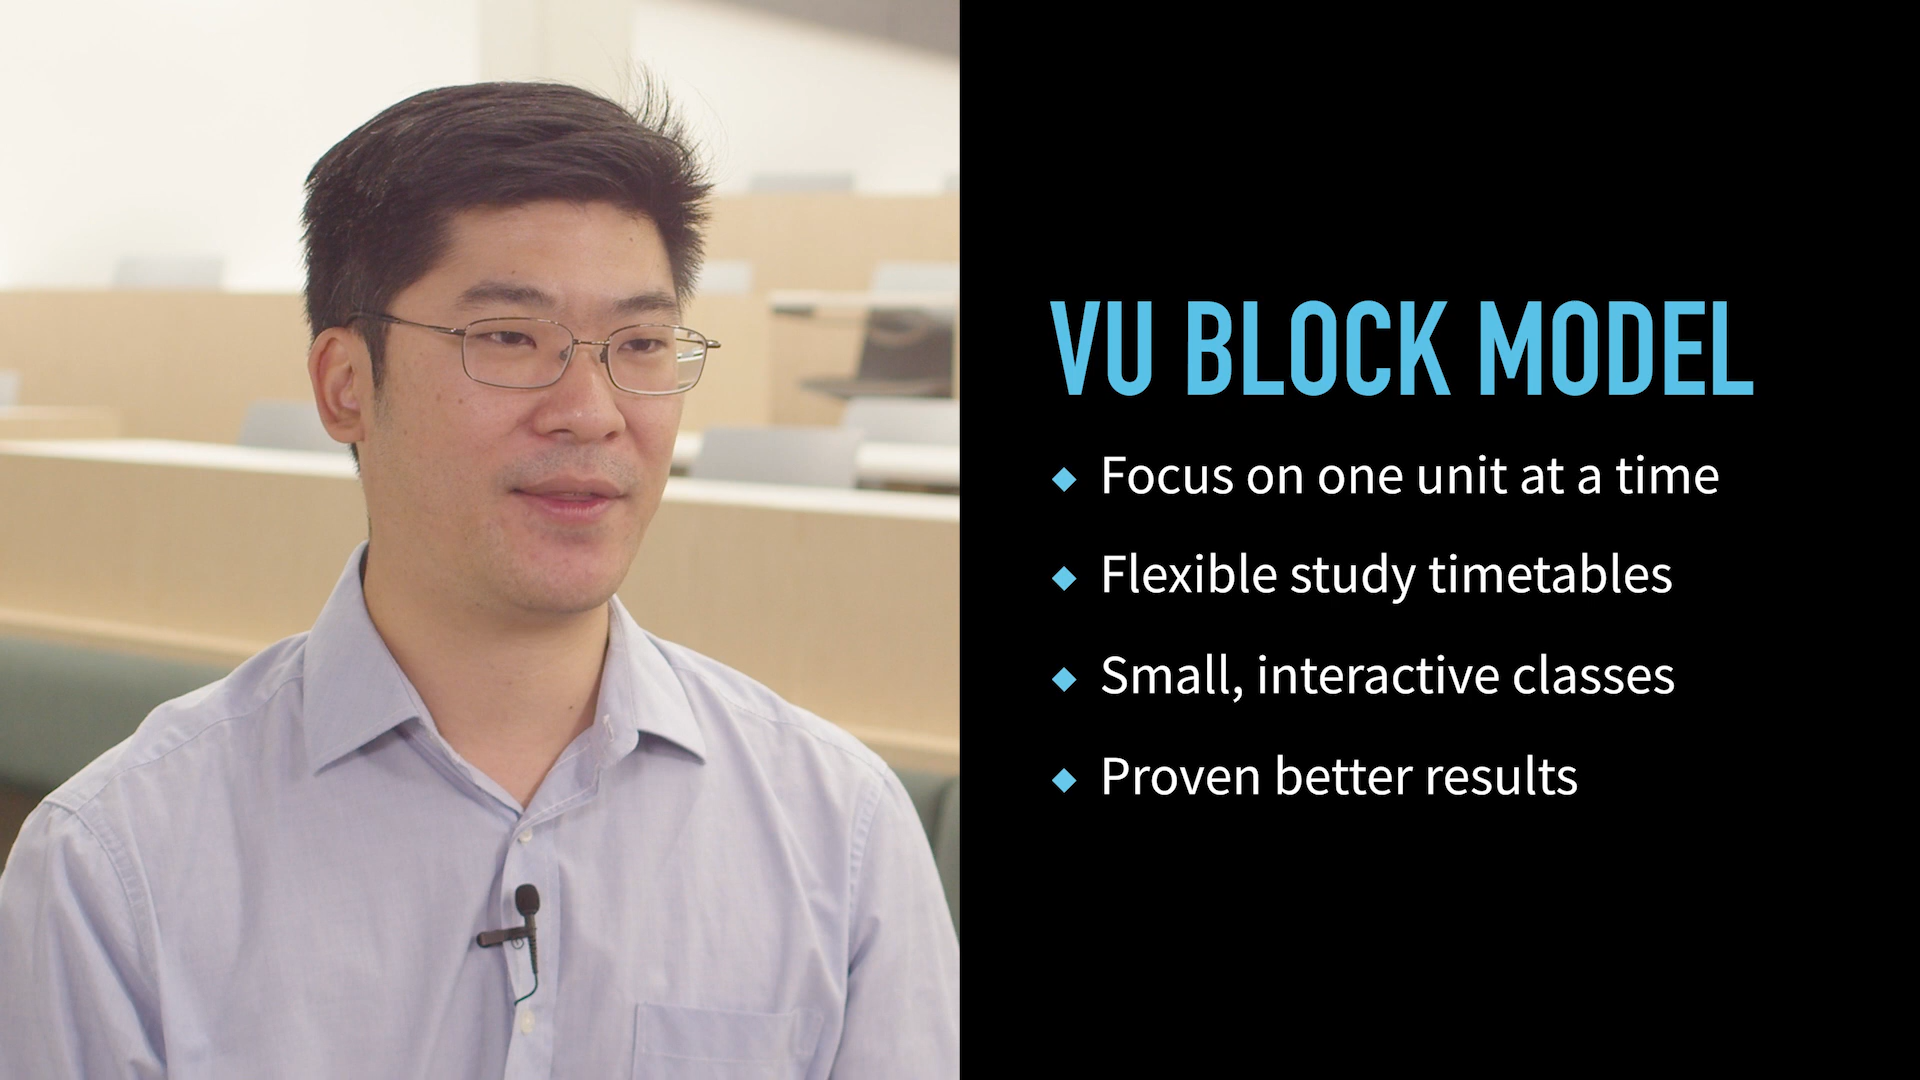 VU BLOCK MODEL
Focus on one unit at a time
Flexible study timetables
Small, interactive classes
Proven better results